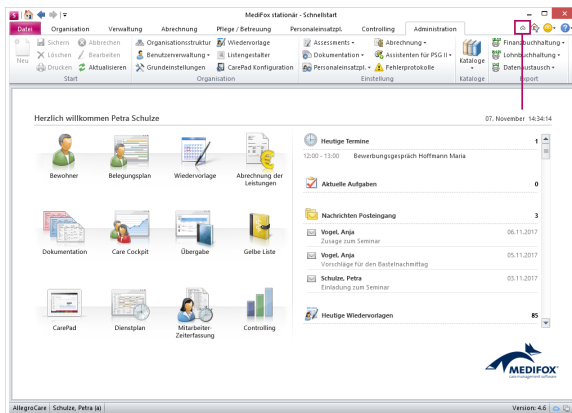 MediFox stationär - Schnellstart
Datei Organisation Verwaltung Abrechnung Pflege / Betreuung Personaleinsatzpl. Controlling Administration
Neu
Sichern
Abbrechen
Löschen
Bearbeiten
Drucken
Aktualisieren
Start
Organisationsstruktur
Benutzerverwaltung
Grundeinstellungen
Wiedervorlage
Listengestalter
CarePad Konfiguration
Organisation
Assessments
Dokumentation
Personaleinsatzpl.
Abrechnung
Assistenten für PSG II
Fehlerprotokolle
Einstellung
Kataloge
Kataloge
Finanzbuchhaltung
Lohnbuchhaltung
Datenaustausch
Export
Herzlich willkommen Petra Schulze
07. November 14:34:14
Bewohner
Belegungsplan
Wiedervorlage
Abrechnung der
Leistungen
Dokumentation
Care Cockpit
Übergabe
Gelbe Liste
CarePad
Dienstplan
Mitarbeiter-
Zeiterfassung
Controlling
Heutige Termine 1
12:00 - 13:00 Bewerbungsgespräch Hoffmann Maria
Aktuelle Aufgaben 0
Nachrichten Posteingang 3
Vogel, Anja 06.11.2017
Zusage zum Seminar
Vogel, Anja 05.11.2017
Vorschläge für den Bastelnachmittag
Schulze, Petra 03.11.2017
Einladung zum Seminar
Heutige Wiedervorlagen 85
MEDIFOX
care management software
AllegroCare Schulze, Petra (a) Version: 4.6